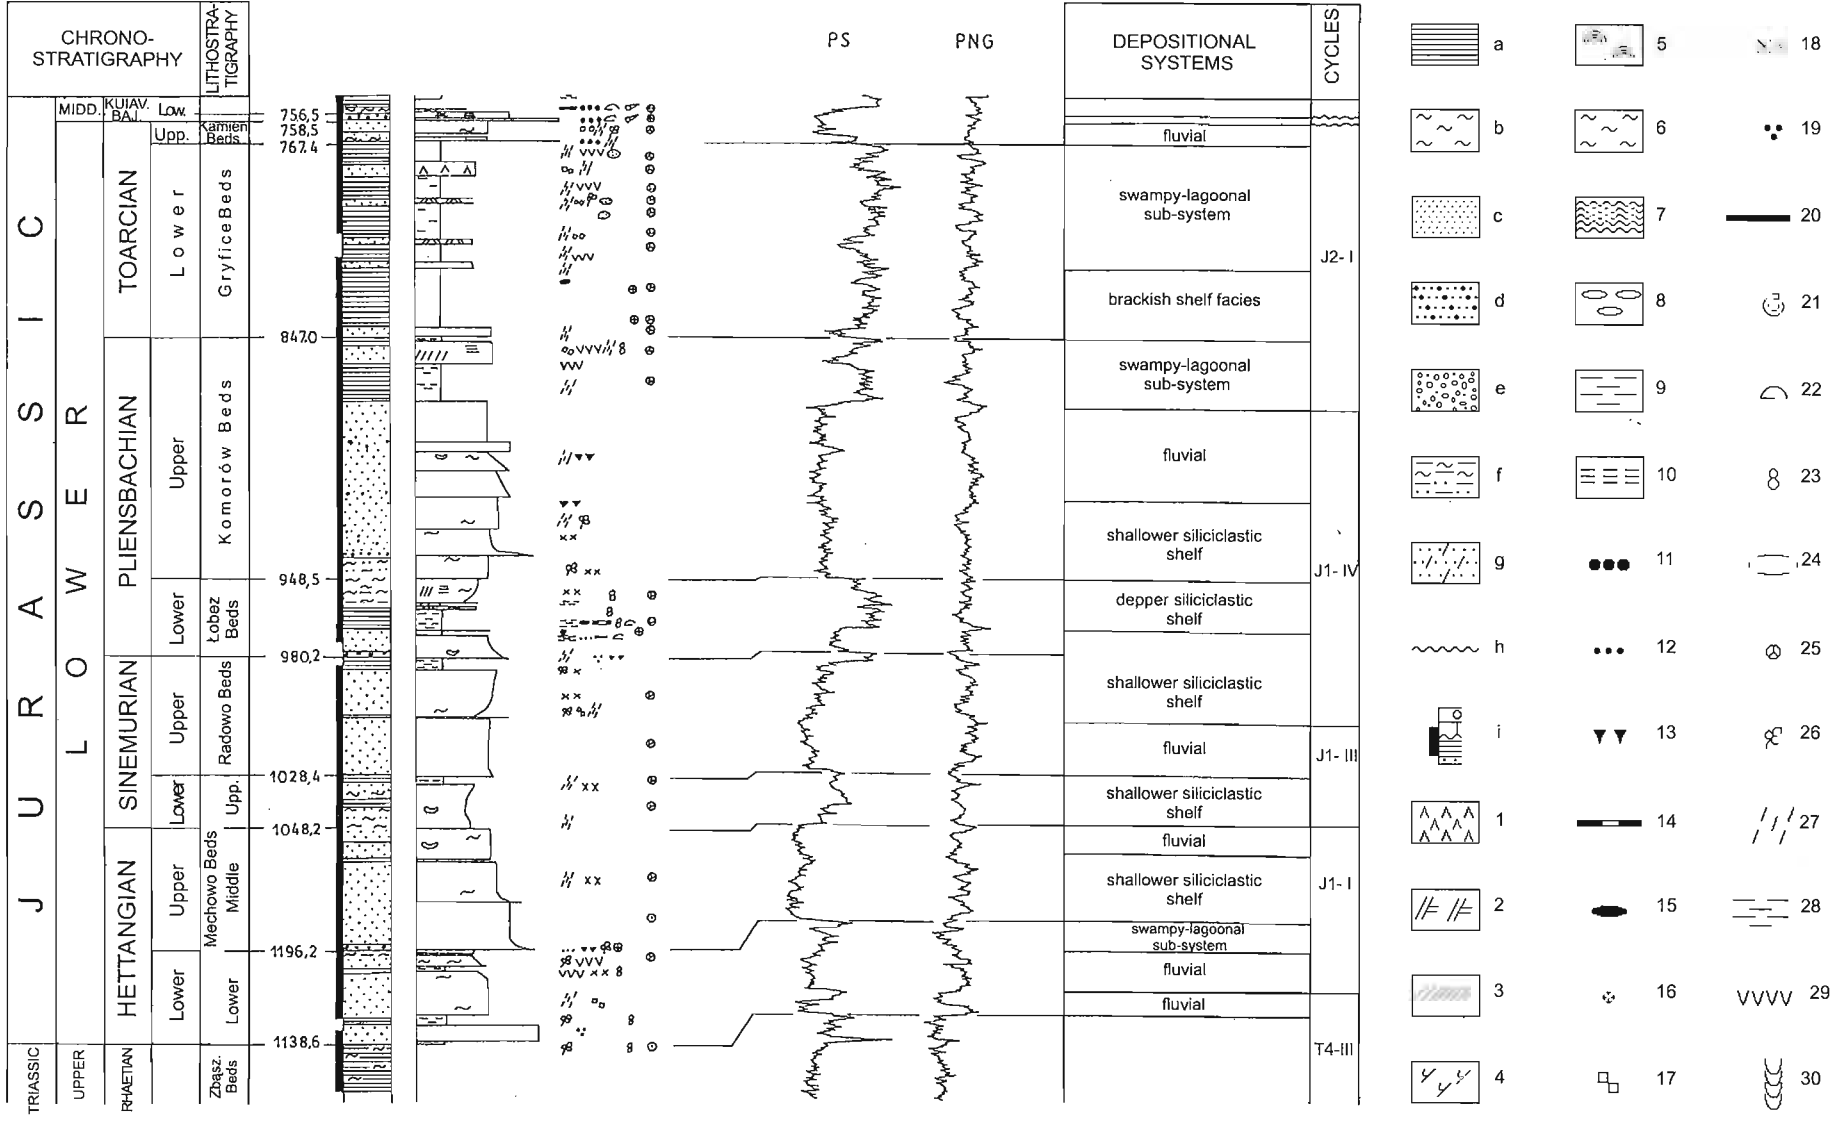 CHRONO-
STRATIGRAPHY
LITHOSTRA-
TIGRAPHY
PS
PNG
DEPOSITIONAL
SYSTEMS
CYCLES
JURASSIC
LOWER
MIDD.
KUIAV.
BAJ.
Low.
Upp.
Kamień
Beds
TOARCIAN
Lower
Gryfice Beds
PLIENSBACHIAN
Upper
Komorów Beds
Lower
Łobez
Beds
SINEMURIAN
Upper
Radowo Beds
Lower
Upp.
HETTANGIAN
Upper
Mechowo Beds
Middle
Lower
Lower
TRIASSIC
UPPER
RHAETIAN
Zbąsz.
Beds
756,5
758,5
767.4
847.0
948,5
980,2
1028,4
1048,2
1196,2
1138,6
fluvial
swampy-lagoonal
sub-system
brackish shelf facies
swampy-lagoonal
sub-system
fluvial
shallower siliciclastic
shelf
depper siliciclastic
shelf
shallower siliciclastic
shelf
fluvial
shallower siliciclastic
shelf
fluvial
shallower siliciclastic
shelf
swampy-lagoonal
sub-system
fluvial
fluvial
J2- I
J1- IV
J1- III
J1- I
T4-III
a
b
c
d
e
f
g
h
i
1
2
3
4
5
6
7
8
9
10
11
12
13
14
15
16
17
18
19
20
21
22
23
24
25
26
27
28
29
30